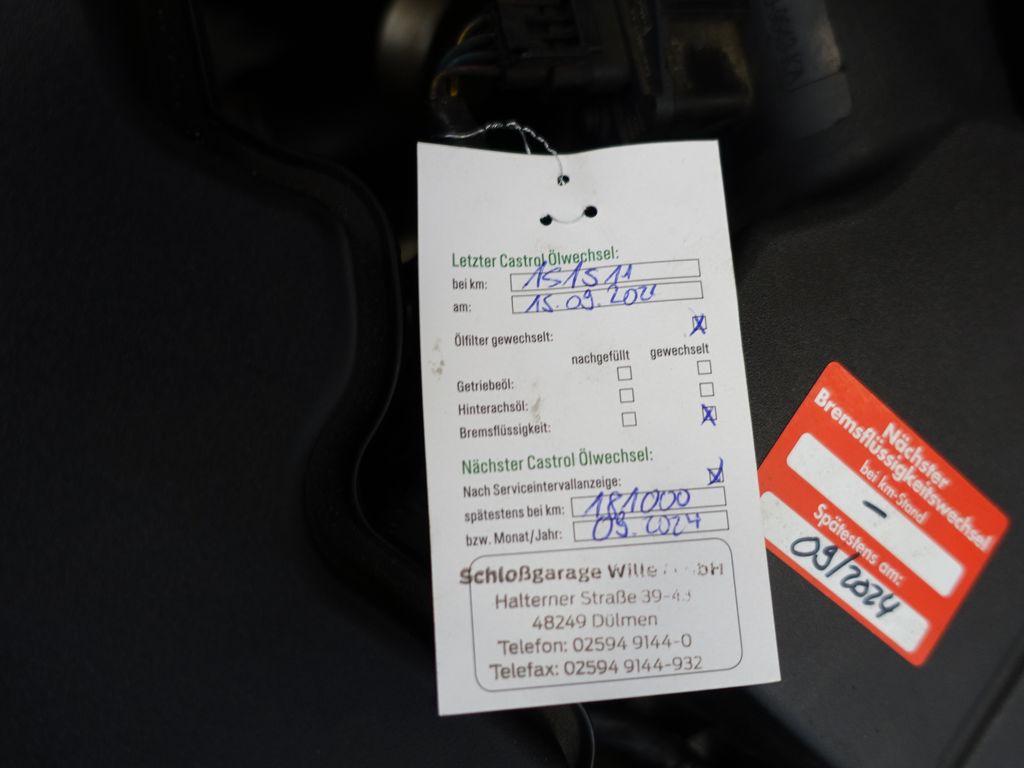 Letzter Castrol Ölwechsel:
bei km: 151511
am: 15.09.2021
Ölfilter gewechselt: X
nachgefüllt gewechselt
Getriebeöl:
Hinterachsöl:
Bremsflüssigkeit: X
Nächster Castrol Ölwechsel:
Nach Serviceintervallanzeige:
spätestens bei km: 181000
bzw. Monat/Jahr: 09.2024
Schloßgarage
Halterner Straße
48249 Dülmen
Telefon: 02594 9144-0
Telefax: 02594 9144-932
Nächster
Bremsflüssigkeitswechsel
bei km-Stand
-
Spätestens am:
09/2024